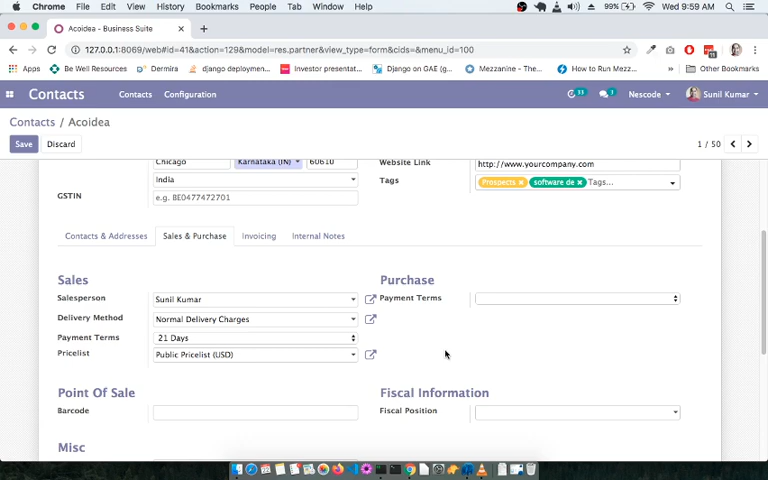 Chrome File Edit View History Bookmarks People Tab Window Help 99% Wed 9:59 AM
Acoidea - Business Suite
127.0.0.1:8069/web#id=41&action=129&model=res.partner&view_type=form&cids=&menu_id=100
Apps Be Well Resources Dermira django deploymen... Investor presentat... Django on GAE (g... Mezzanine - The... How to Run Mezz... » Other Bookmarks
Contacts Contacts Configuration 33 1 Nescode Sunil Kumar
Contacts / Acoidea
Save Discard 1 / 50
Chicago Karnataka (IN) 60610 Website Link http://www.yourcompany.com
India Tags Prospects software de Tags...
GSTIN e.g. BE0477472701
Contacts & Addresses Sales & Purchase Invoicing Internal Notes
Sales Purchase
Salesperson Sunil Kumar Payment Terms
Delivery Method Normal Delivery Charges
Payment Terms 21 Days
Pricelist Public Pricelist (USD)
Point Of Sale Fiscal Information
Barcode Fiscal Position
Misc